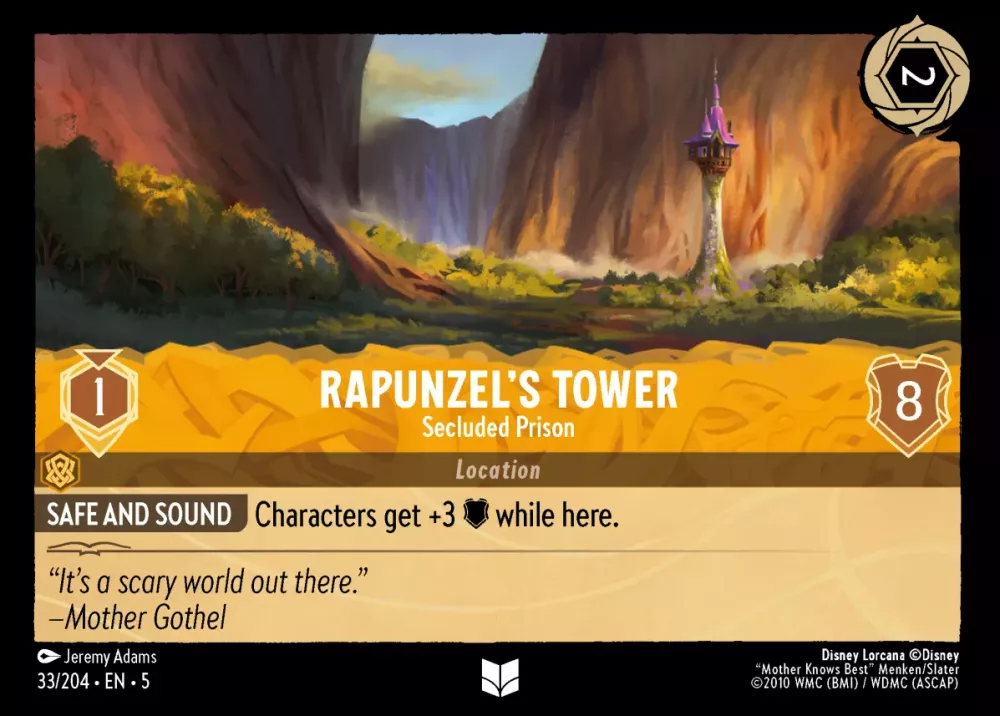 2
1
RAPUNZEL'S TOWER
8
Secluded Prison
Location
SAFE AND SOUND Characters get +3 while here.
“It's a scary world out there.”
–Mother Gothel
Jeremy Adams
33/204 • EN • 5
Disney Lorcana ©Disney
“Mother Knows Best” Menken/Slater
©2010 WMC (BMI) / WDMC (ASCAP)